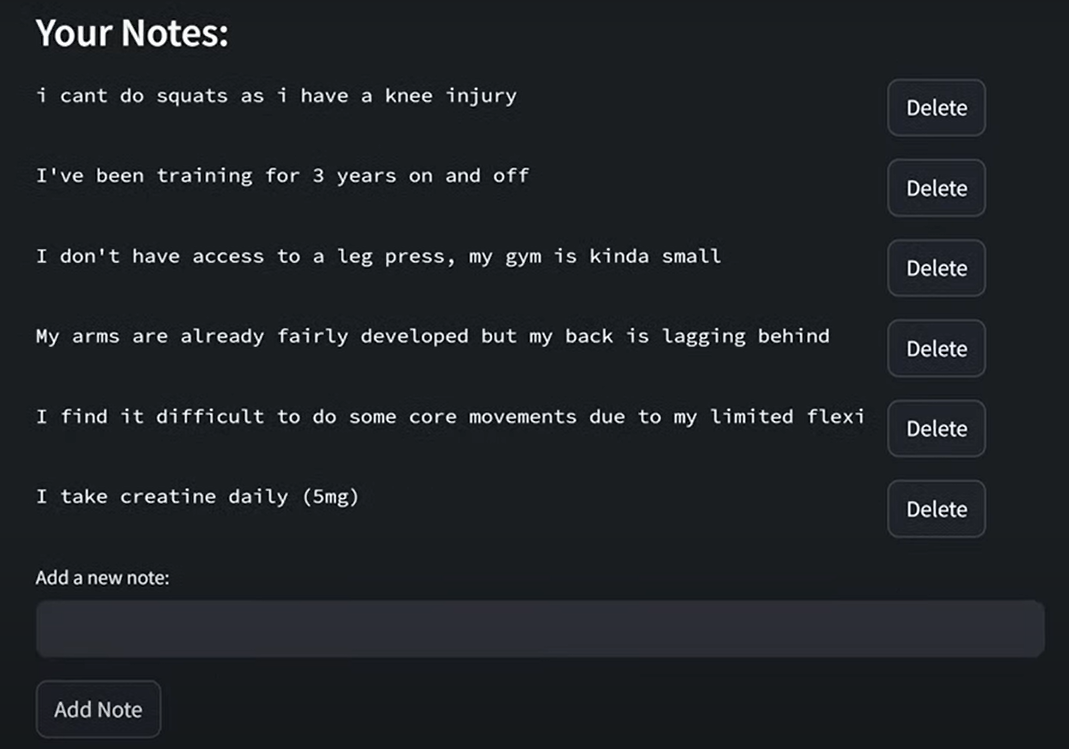 Your Notes:
i cant do squats as i have a knee injury
Delete
I've been training for 3 years on and off
Delete
I don't have access to a leg press, my gym is kinda small
Delete
My arms are already fairly developed but my back is lagging behind
Delete
I find it difficult to do some core movements due to my limited flexi
Delete
I take creatine daily (5mg)
Delete
Add a new note:
Add Note